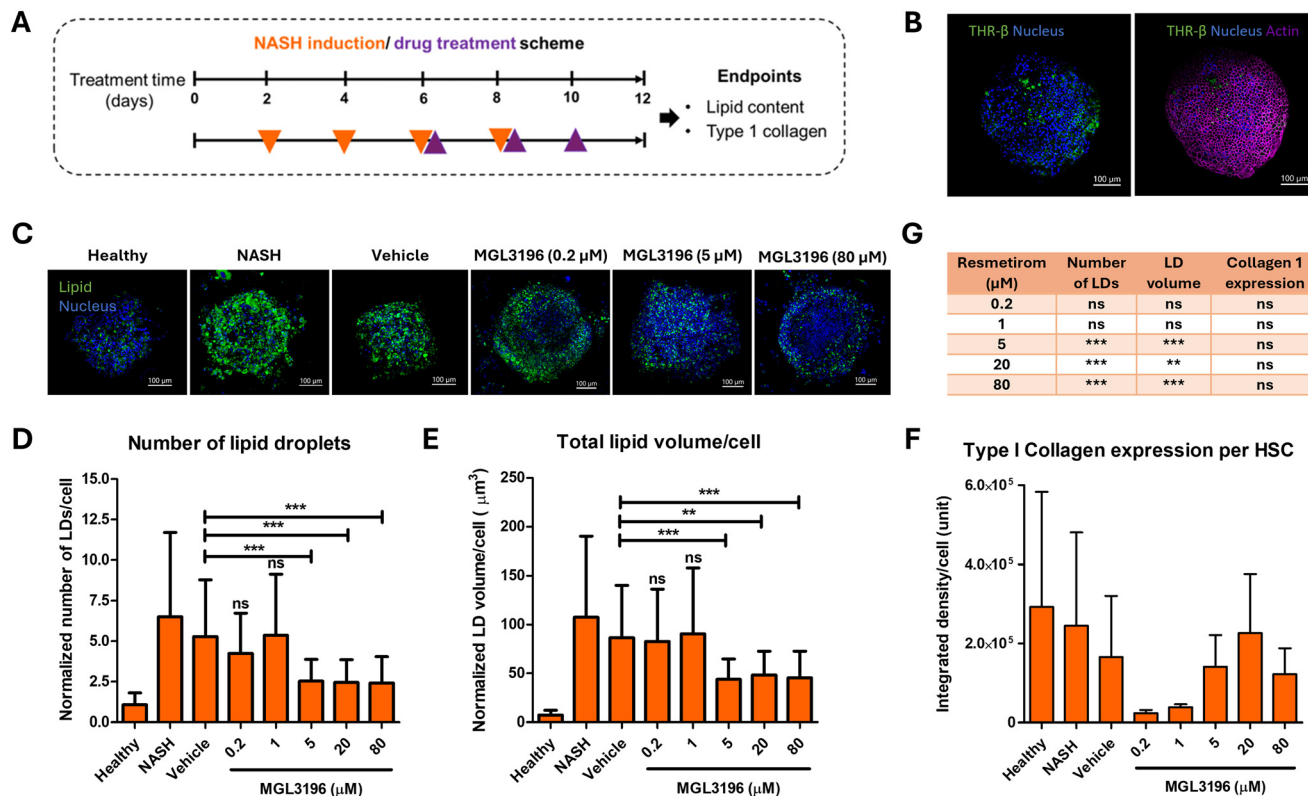 A
NASH induction/ drug treatment scheme
Treatment time
(days)
0 2 4 6 8 10 12
Endpoints
• Lipid content
• Type 1 collagen
B
THR-β Nucleus
100 µm
THR-β Nucleus Actin
100 µm
C
Healthy
NASH
Vehicle
MGL3196 (0.2 µM)
MGL3196 (5 µM)
MGL3196 (80 µM)
Lipid
Nucleus
100 µm
100 µm
100 µm
100 µm
100 µm
100 µm
G
Resmetirom (µM) Number of LDs LD volume Collagen 1 expression
0.2 ns ns ns
1 ns ns ns
5 *** *** ns
20 *** ** ns
80 *** *** ns
D
Number of lipid droplets
Normalized number of LDs/cell
15.0
12.5
10.0
7.5
5.0
2.5
0.0
***
***
***
ns
ns
Healthy NASH Vehicle 0.2 1 5 20 80
MGL3196 (µM)
E
Total lipid volume/cell
Normalized LD volume/cell ( µm³)
250
200
150
100
50
0
***
**
***
ns
ns
Healthy NASH Vehicle 0.2 1 5 20 80
MGL3196 (µM)
F
Type I Collagen expression per HSC
Integrated density/cell (unit)
6.0×10⁵
4.0×10⁵
2.0×10⁵
0
Healthy NASH Vehicle 0.2 1 5 20 80
MGL3196 (µM)